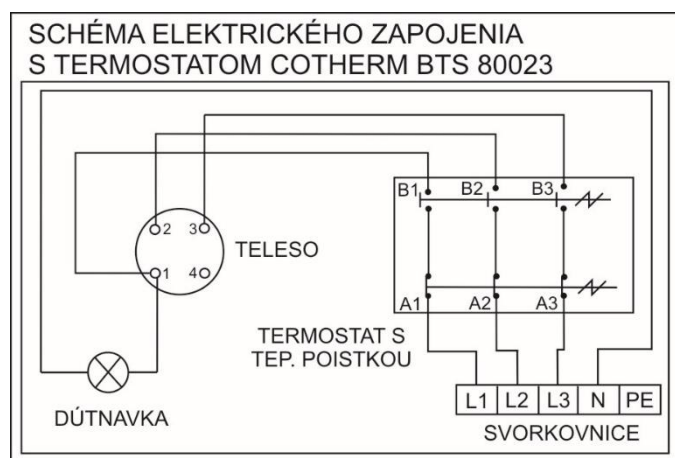 SCHÉMA ELEKTRICKÉHO ZAPOJENIA
S TERMOSTATOM COTHERM BTS 80023
B1 B2 B3
2 3
TELESO
1 4
A1 A2 A3
TERMOSTAT S
TEP. POISTKOU
L1 L2 L3 N PE
DÚTNAVKA
SVORKOVNICE